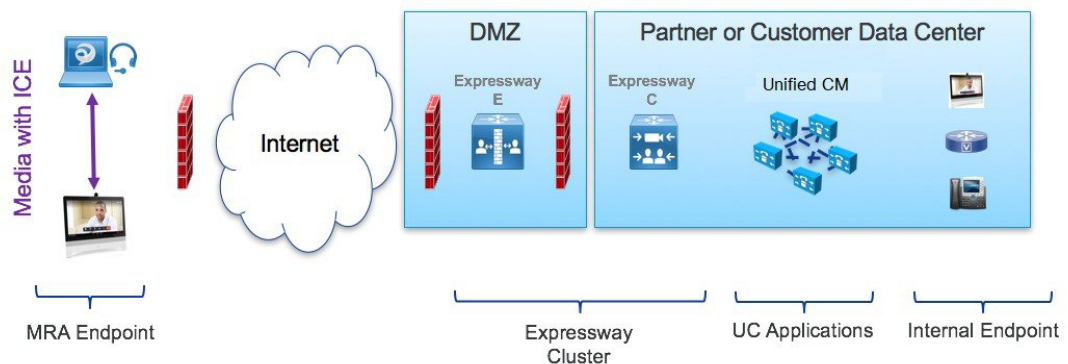 Media with ICE
Internet
DMZ
Expressway
E
Partner or Customer Data Center
Expressway
C
Unified CM
V
MRA Endpoint
Expressway
Cluster
UC Applications
Internal Endpoint